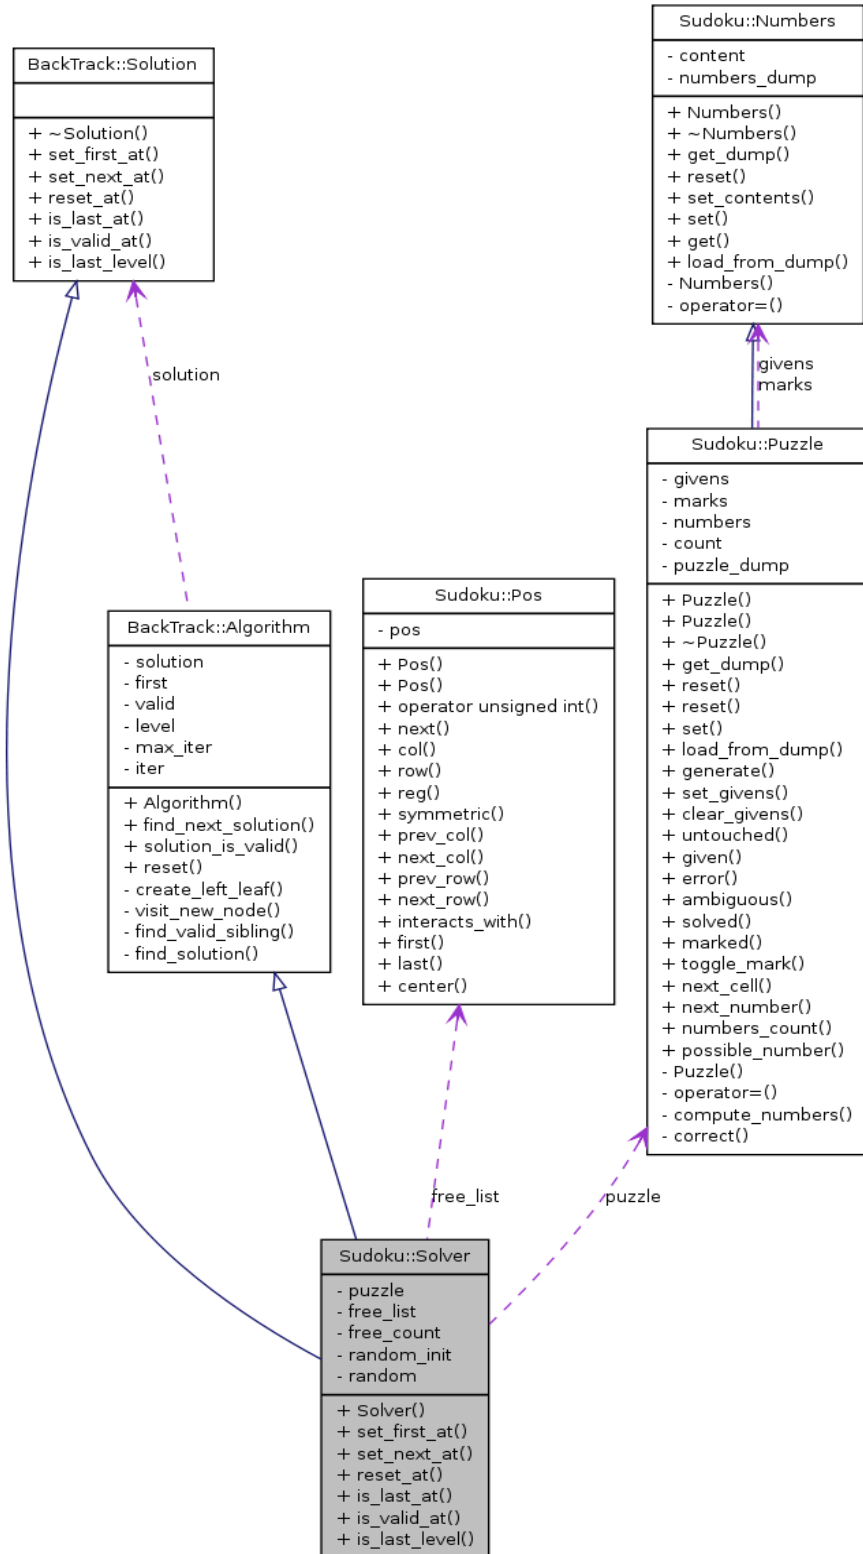 Sudoku::Numbers
- content
- numbers_dump
+ Numbers()
+ ~Numbers()
+ get_dump()
+ reset()
+ set_contents()
+ set()
+ get()
+ load_from_dump()
- Numbers()
- operator=()
BackTrack::Solution
+ ~Solution()
+ set_first_at()
+ set_next_at()
+ reset_at()
+ is_last_at()
+ is_valid_at()
+ is_last_level()
solution
givens
marks
Sudoku::Puzzle
- givens
- marks
- numbers
- count
- puzzle_dump
+ Puzzle()
+ Puzzle()
+ ~Puzzle()
+ get_dump()
+ reset()
+ reset()
+ set()
+ load_from_dump()
+ generate()
+ set_givens()
+ clear_givens()
+ untouched()
+ given()
+ error()
+ ambiguous()
+ solved()
+ marked()
+ toggle_mark()
+ next_cell()
+ next_number()
+ numbers_count()
+ possible_number()
- Puzzle()
- operator=()
- compute_numbers()
- correct()
Sudoku::Pos
- pos
+ Pos()
+ Pos()
+ operator unsigned int()
+ next()
+ col()
+ row()
+ reg()
+ symmetric()
+ prev_col()
+ next_col()
+ prev_row()
+ next_row()
+ interacts_with()
+ first()
+ last()
+ center()
BackTrack::Algorithm
- solution
- first
- valid
- level
- max_iter
- iter
+ Algorithm()
+ find_next_solution()
+ solution_is_valid()
+ reset()
- create_left_leaf()
- visit_new_node()
- find_valid_sibling()
- find_solution()
free_list
puzzle
Sudoku::Solver
- puzzle
- free_list
- free_count
- random_init
- random
+ Solver()
+ set_first_at()
+ set_next_at()
+ reset_at()
+ is_last_at()
+ is_valid_at()
+ is_last_level()